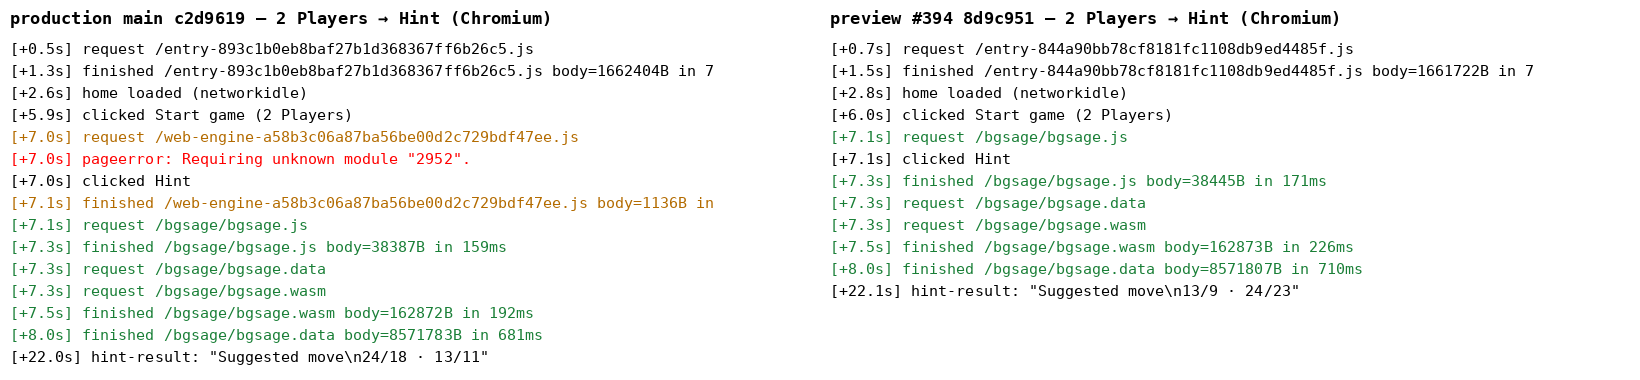 production main c2d9619 — 2 Players → Hint (Chromium)
[+0.5s] request /entry-893c1b0eb8baf27b1d368367ff6b26c5.js
[+1.3s] finished /entry-893c1b0eb8baf27b1d368367ff6b26c5.js body=1662404B in 7
[+2.6s] home loaded (networkidle)
[+5.9s] clicked Start game (2 Players)
[+7.0s] request /web-engine-a58b3c06a87ba56be00d2c729bdf47ee.js
[+7.0s] pageerror: Requiring unknown module "2952".
[+7.0s] clicked Hint
[+7.1s] finished /web-engine-a58b3c06a87ba56be00d2c729bdf47ee.js body=1136B in
[+7.1s] request /bgsage/bgsage.js
[+7.3s] finished /bgsage/bgsage.js body=38387B in 159ms
[+7.3s] request /bgsage/bgsage.data
[+7.3s] request /bgsage/bgsage.wasm
[+7.5s] finished /bgsage/bgsage.wasm body=162872B in 192ms
[+8.0s] finished /bgsage/bgsage.data body=8571783B in 681ms
[+22.0s] hint-result: "Suggested move\n24/18 · 13/11"
preview #394 8d9c951 — 2 Players → Hint (Chromium)
[+0.7s] request /entry-844a90bb78cf8181fc1108db9ed4485f.js
[+1.5s] finished /entry-844a90bb78cf8181fc1108db9ed4485f.js body=1661722B in 7
[+2.8s] home loaded (networkidle)
[+6.0s] clicked Start game (2 Players)
[+7.1s] request /bgsage/bgsage.js
[+7.1s] clicked Hint
[+7.3s] finished /bgsage/bgsage.js body=38445B in 171ms
[+7.3s] request /bgsage/bgsage.data
[+7.3s] request /bgsage/bgsage.wasm
[+7.5s] finished /bgsage/bgsage.wasm body=162873B in 226ms
[+8.0s] finished /bgsage/bgsage.data body=8571807B in 710ms
[+22.1s] hint-result: "Suggested move\n13/9 · 24/23"